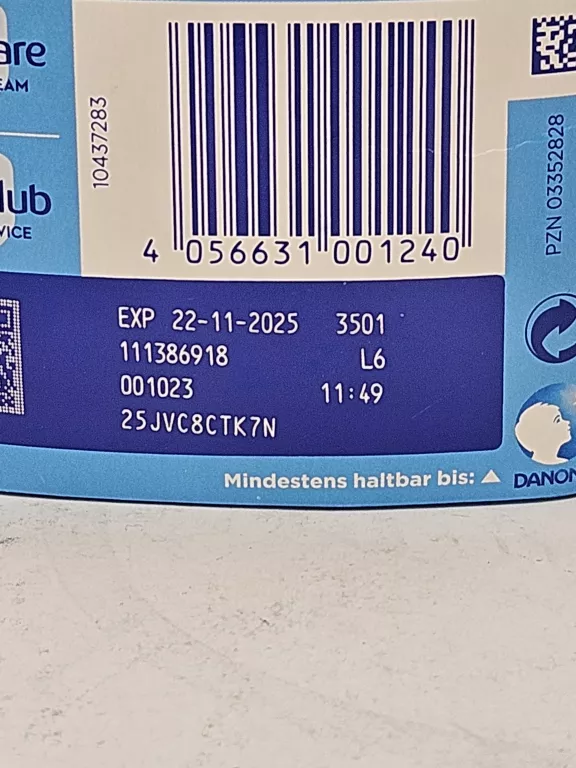 are
EAM
lub
VICE
10437283
4 056631 001240
PZN 03352828
EXP 22-11-2025 3501
111386918 L6
001023 11:49
25JVC8CTK7N
Mindestens haltbar bis:
DANON